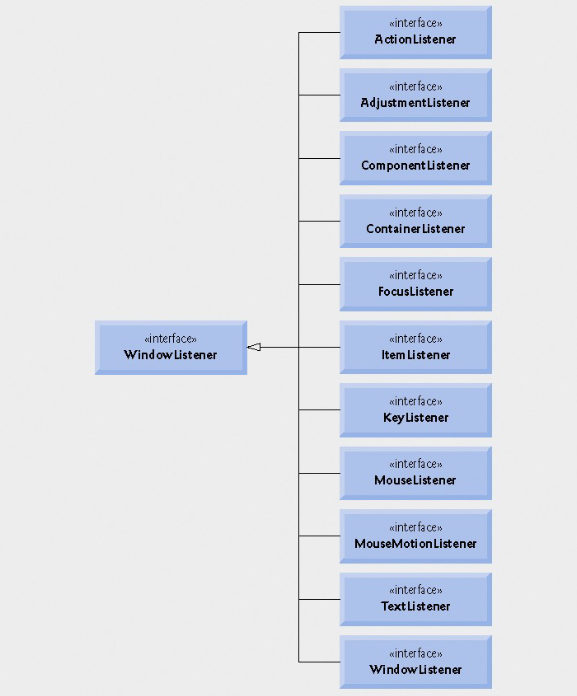 «interface»
ActionListener
«interface»
AdjustmentListener
«interface»
ComponentListener
«interface»
ContainerListener
«interface»
FocusListener
«interface»
WindowListener
«interface»
ItemListener
«interface»
KeyListener
«interface»
MouseListener
«interface»
MouseMotionListener
«interface»
TextListener
«interface»
WindowListener